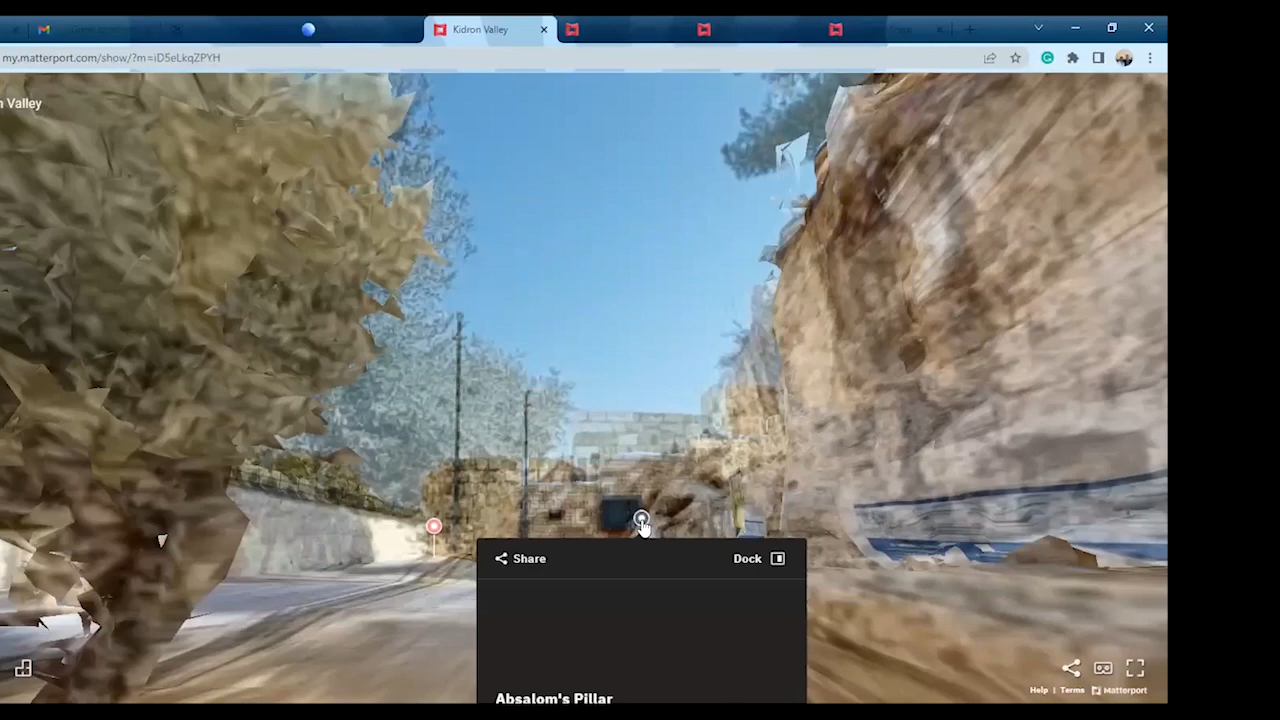 Kidron Valley
my.matterport.com/show/?m=iD5eLkqZPYH
n Valley
Share
Dock
Absalom's Pillar
Help | Terms Matterport